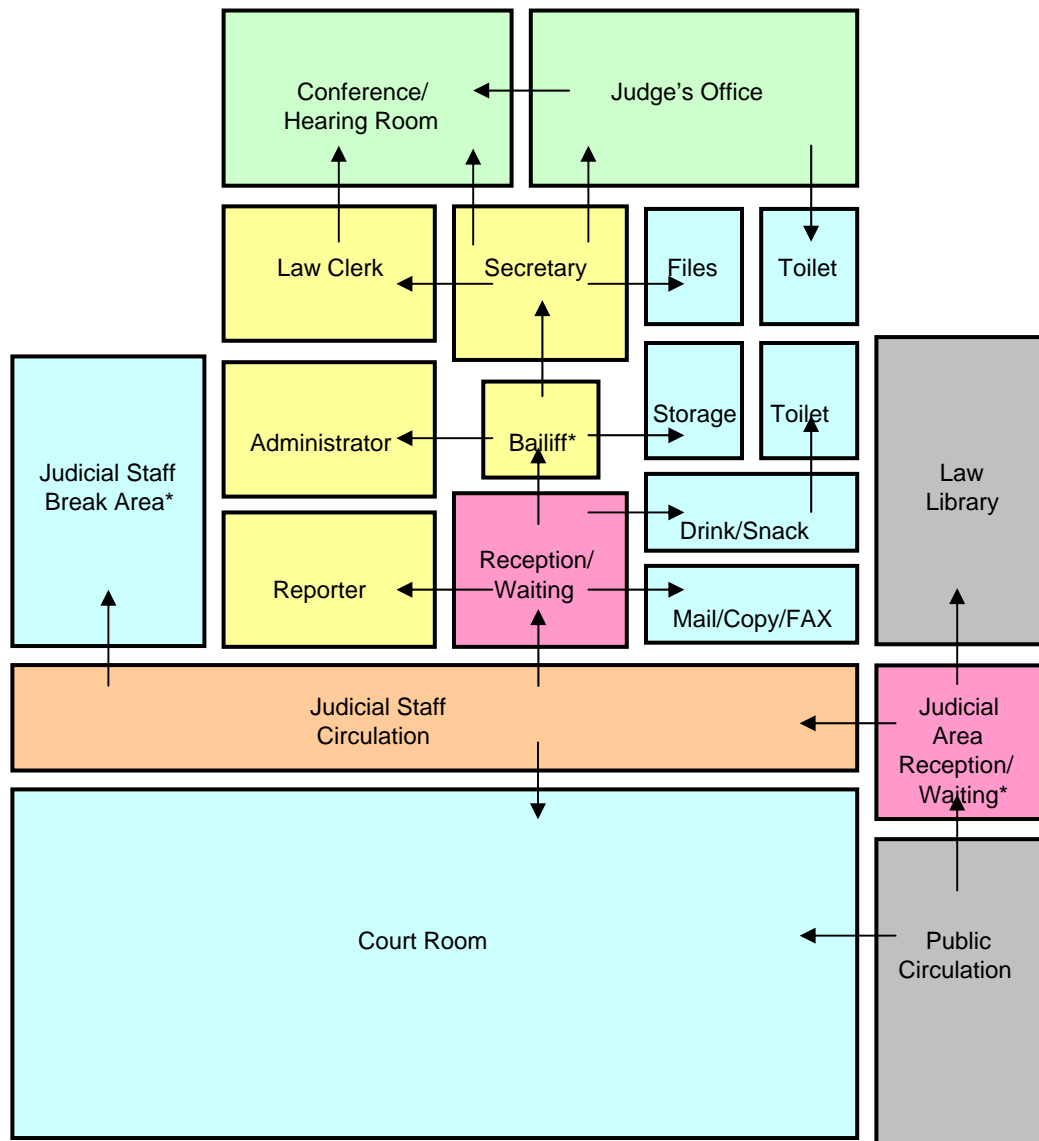 Conference/
Hearing Room
Judge’s Office
Law Clerk
Secretary
Files
Toilet
Judicial Staff
Break Area*
Administrator
Bailiff*
Storage
Toilet
Law
Library
Reporter
Reception/
Waiting
Drink/Snack
Mail/Copy/FAX
Judicial Staff
Circulation
Judicial
Area
Reception/
Waiting*
Court Room
Public
Circulation